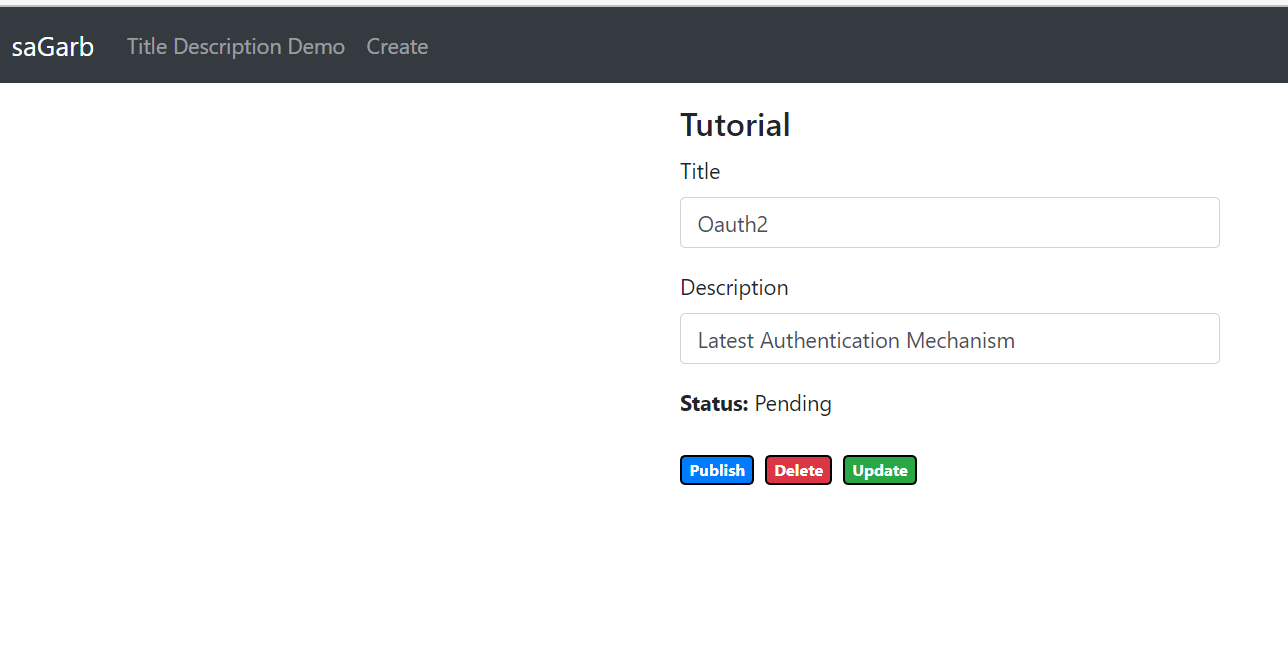 saGarb Title Description Demo Create
Tutorial
Title
Oauth2
Description
Latest Authentication Mechanism
Status: Pending
Publish Delete Update